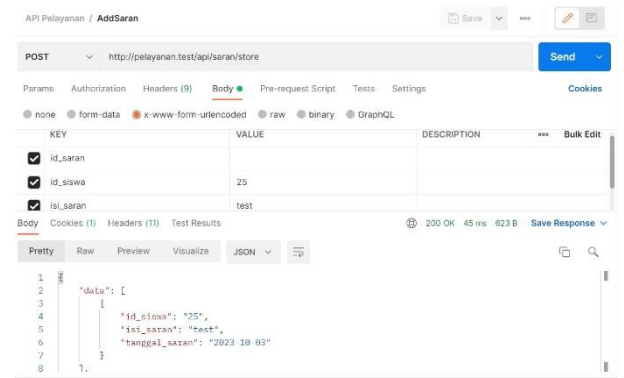 API Pelayanan / AddSaran
Save
POST http://pelayanan.test/api/saran/store Send
Params Authorization Headers (9) Body Pre-request Script Tests Settings Cookies
none form-data x-www-form-urlencoded raw binary GraphQL
KEY VALUE DESCRIPTION Bulk Edit
id_saran
id_siswa 25
isi_saran test
Body Cookies (1) Headers (11) Test Results 200 OK 45 ms 623 B Save Response
Pretty Raw Preview Visualize JSON
1 {
2 "data": [
3 {
4 "id_siswa": "25",
5 "isi_saran": "test",
6 "tanggal_saran": "2023-10-03"
7 }
8 ],